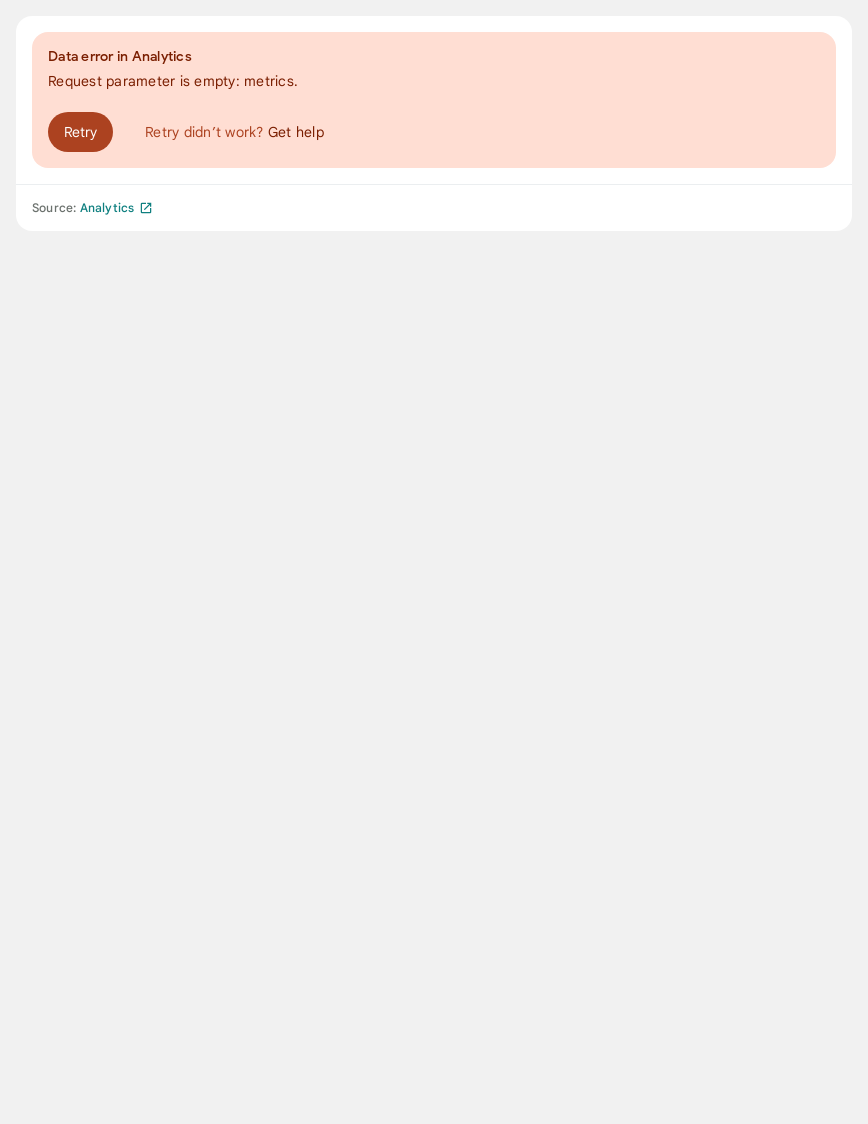 Data error in Analytics
Request parameter is empty: metrics.
Retry
Retry didn’t work? Get help
Source: Analytics